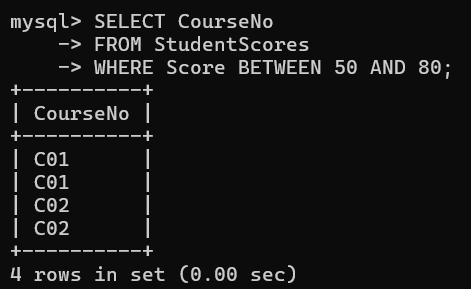 mysql> SELECT CourseNo
    -> FROM StudentScores
    -> WHERE Score BETWEEN 50 AND 80;
+----------+
| CourseNo |
+----------+
| C01      |
| C01      |
| C02      |
| C02      |
+----------+
4 rows in set (0.00 sec)